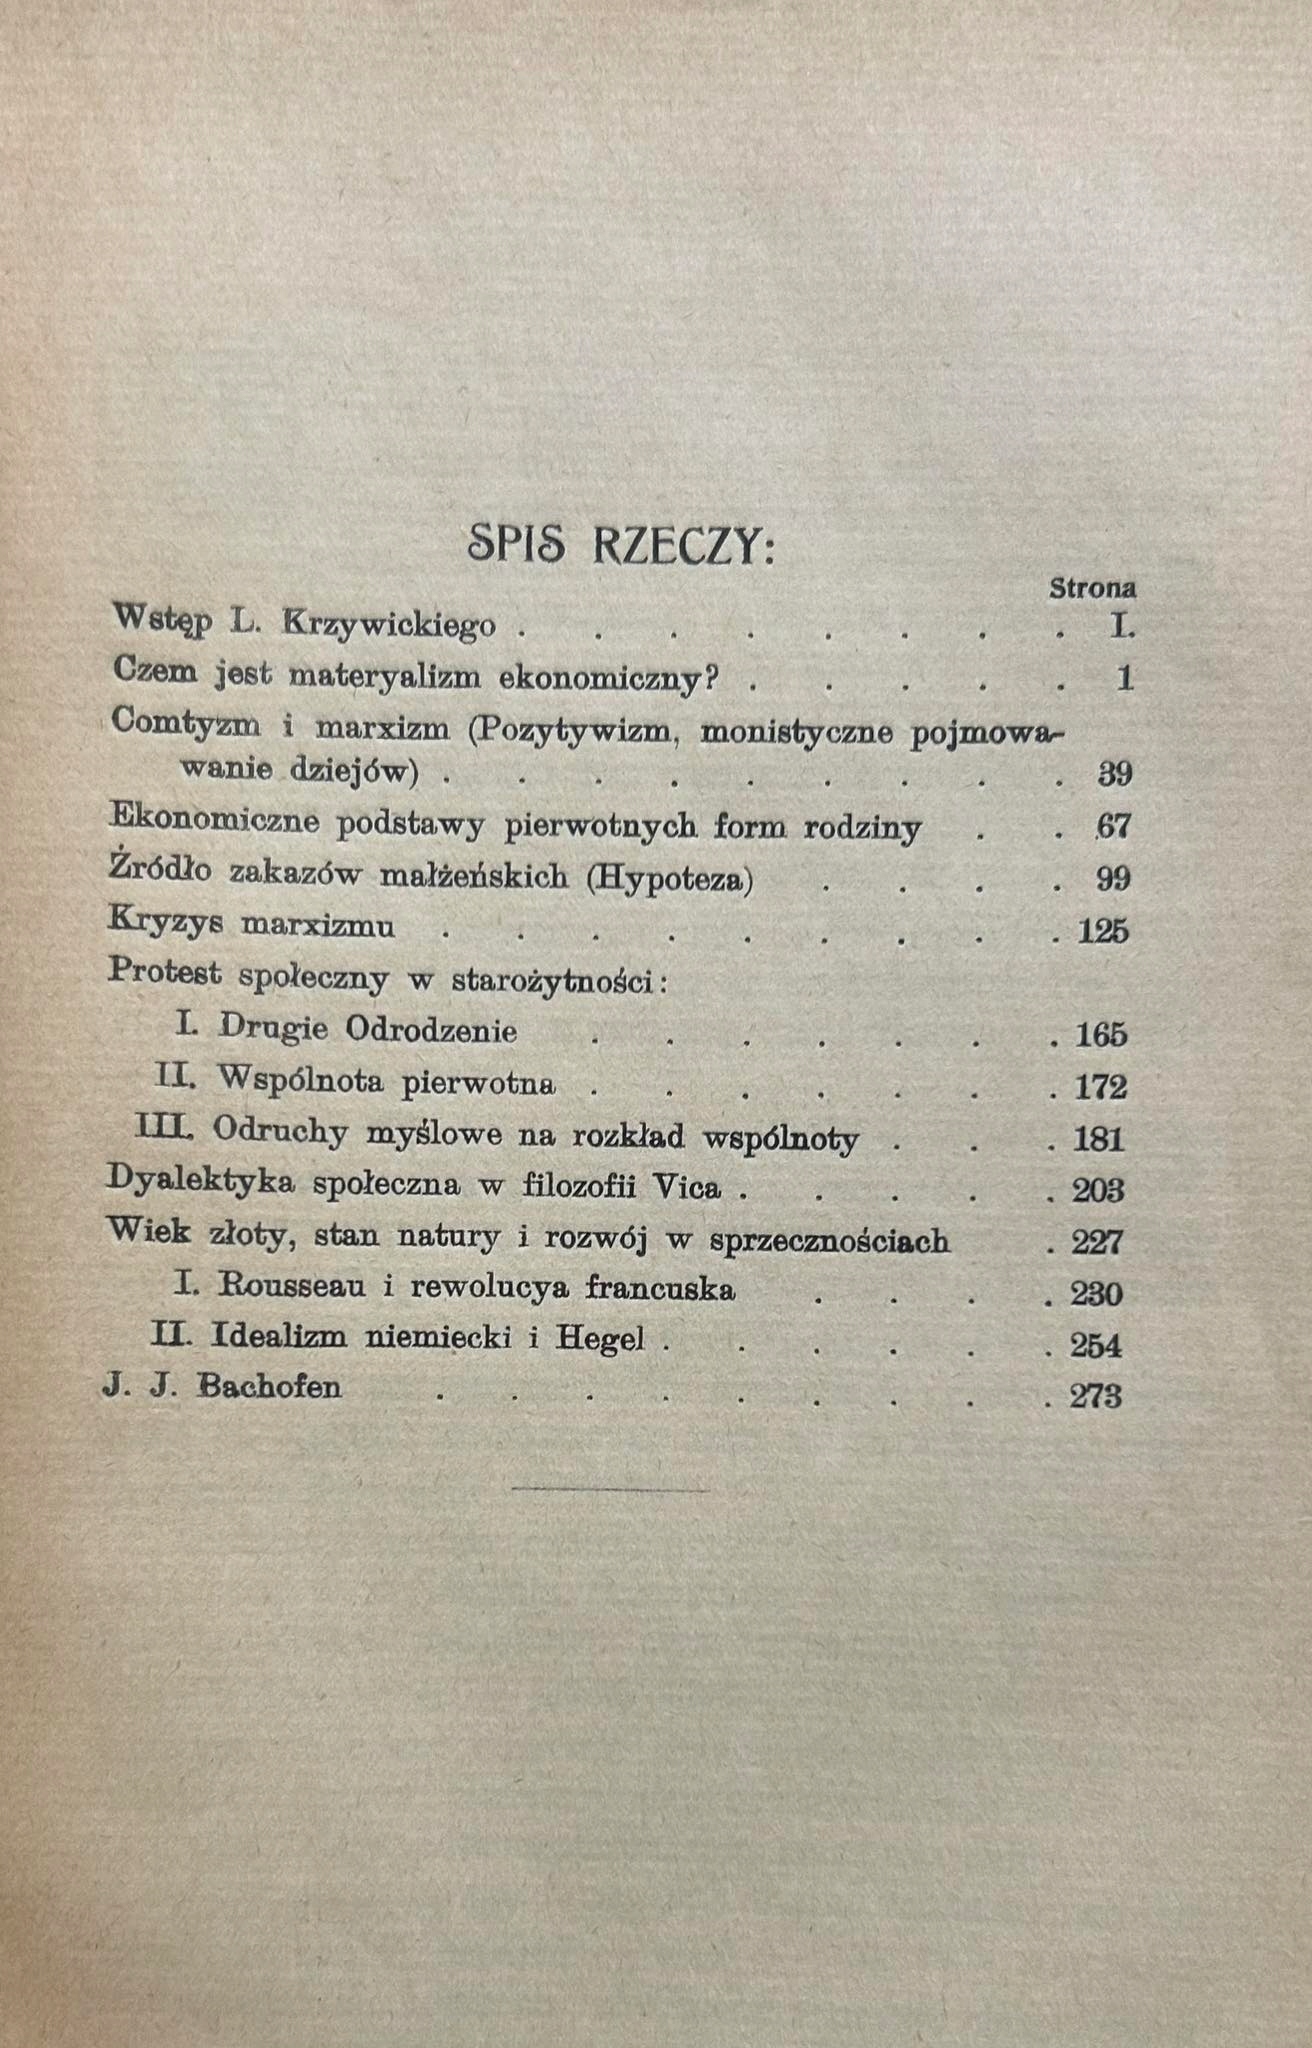 SPIS RZECZY:
Strona
Wstęp L. Krzywickiego . . . . . . . . I.
Czem jest materyalizm ekonomiczny? . . . . . 1
Comtyzm i marxizm (Pozytywizm, monistyczne pojmowa-
wanie dziejów) . . . . . . . . . 39
Ekonomiczne podstawy pierwotnych form rodziny . . 67
Źródło zakazów małżeńskich (Hypoteza) . . . . 99
Kryzys marxizmu . . . . . . . . . 125
Protest społeczny w starożytności:
I. Drugie Odrodzenie . . . . . . . 165
II. Wspólnota pierwotna . . . . . . . 172
III. Odruchy myślowe na rozkład wspólnoty . . . 181
Dyalektyka społeczna w filozofii Vica . . . . . 203
Wiek złoty, stan natury i rozwój w sprzecznościach . 227
I. Rousseau i rewolucya francuska . . . . 230
II. Idealizm niemiecki i Hegel . . . . . . 254
J. J. Bachofen . . . . . . . . . 273